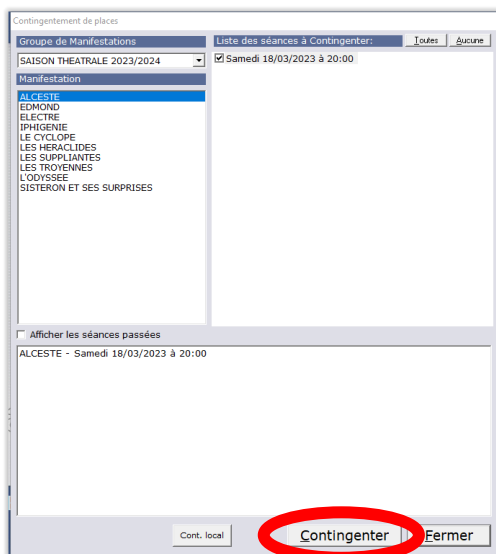 Contingentement de places
Groupe de Manifestations
SAISON THEATRALE 2023/2024
Manifestation
ALCESTE
EDMOND
ELECTRE
IPHIGENIE
LE CYCLOPE
LES HERACLIDES
LES SUPPLIANTES
LES TROYENNES
L'ODYSSEE
SISTERON ET SES SURPRISES
Liste des séances à Contingenter: Toutes Aucune
Samedi 18/03/2023 à 20:00
Afficher les séances passées
ALCESTE - Samedi 18/03/2023 à 20:00
Cont. local Contingenter Fermer